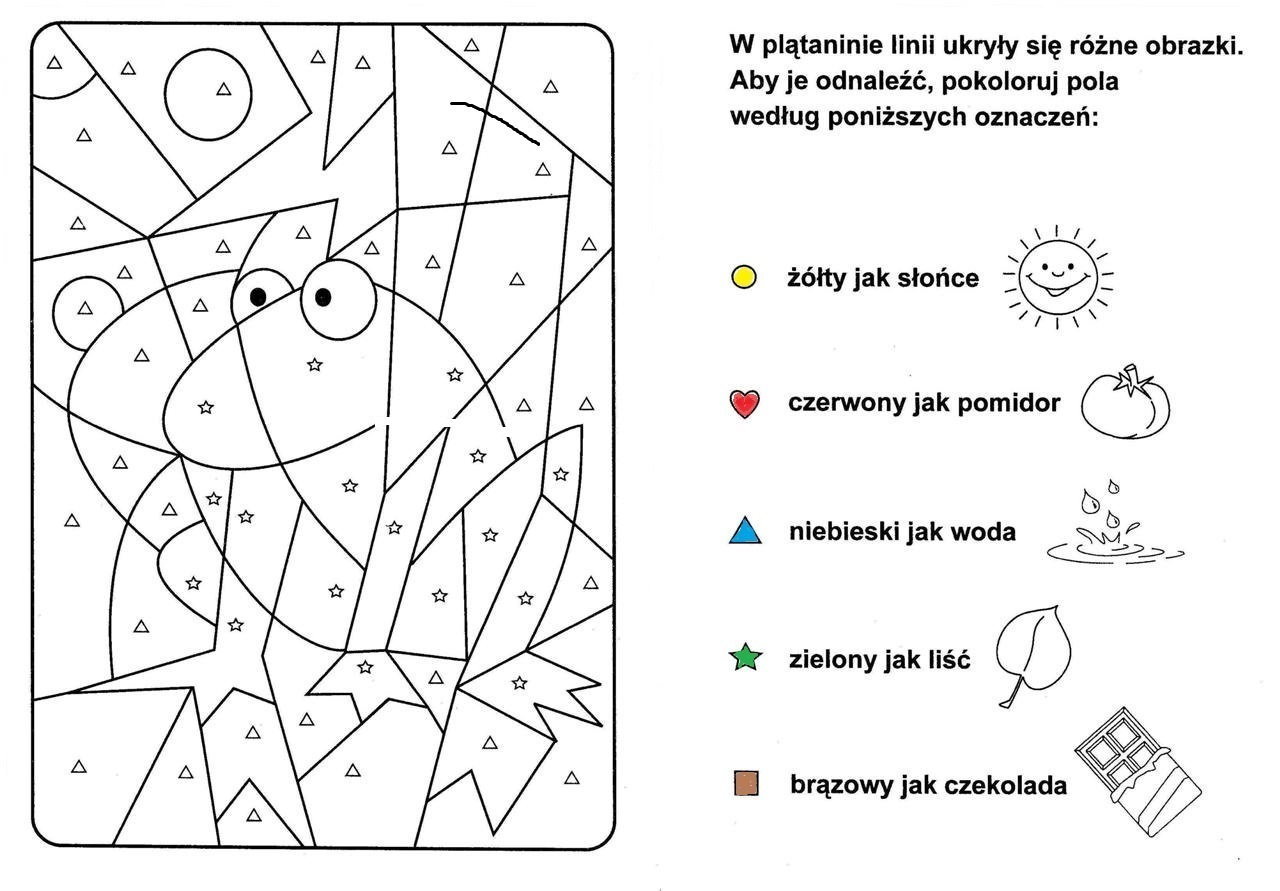 W plątaninie linii ukryły się różne obrazki.
Aby je odnaleźć, pokoloruj pola
według poniższych oznaczeń:
żółty jak słońce
czerwony jak pomidor
niebieski jak woda
zielony jak liść
brązowy jak czekolada